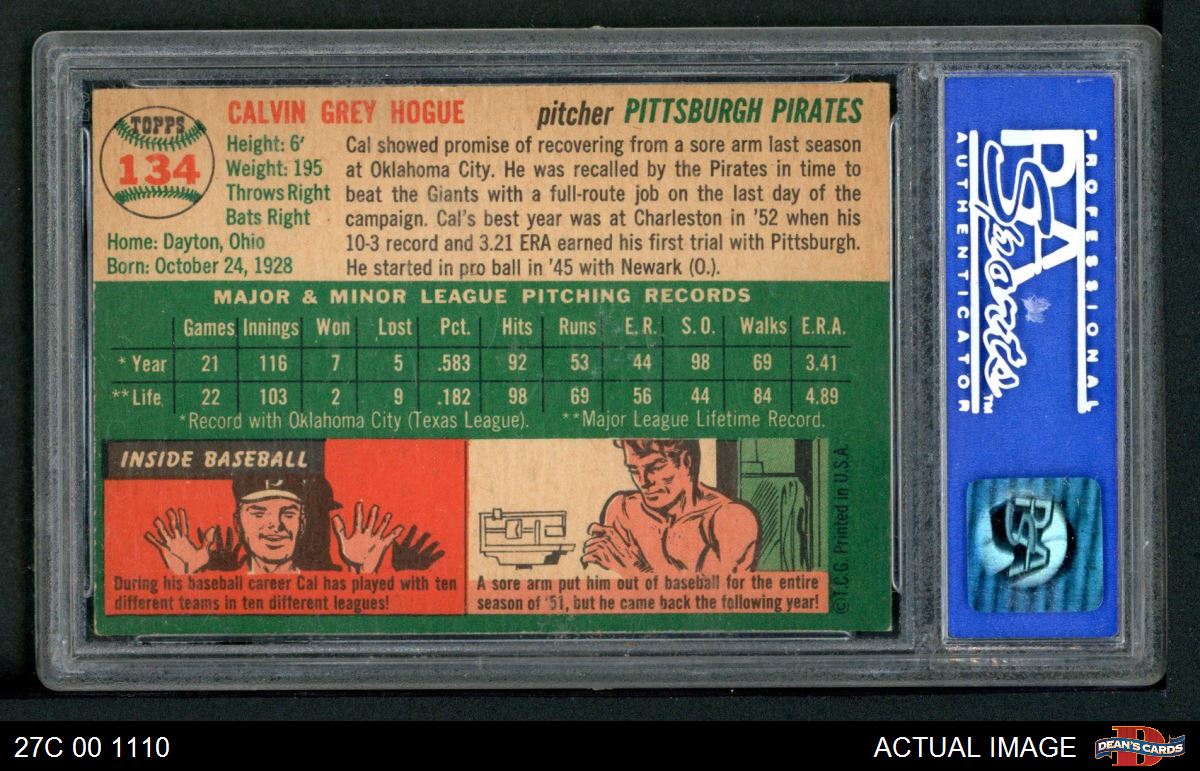 TOPPS
134
CALVIN GREY HOGUE
pitcher PITTSBURGH PIRATES
Height: 6'
Weight: 195
Throws Right
Bats Right
Home: Dayton, Ohio
Born: October 24, 1928
Cal showed promise of recovering from a sore arm last season
at Oklahoma City. He was recalled by the Pirates in time to
beat the Giants with a full-route job on the last day of the
campaign. Cal's best year was at Charleston in '52 when his
10-3 record and 3.21 ERA earned his first trial with Pittsburgh.
He started in pro ball in '45 with Newark (O.).
MAJOR & MINOR LEAGUE PITCHING RECORDS
Games Innings Won Lost Pct. Hits Runs E.R. S.O. Walks E.R.A.
*Year 21 116 7 5 .583 92 53 44 98 69 3.41
**Life 22 103 2 9 .182 98 69 56 44 84 4.89
*Record with Oklahoma City (Texas League). **Major League Lifetime Record.
INSIDE BASEBALL
During his baseball career Cal has played with ten
different teams in ten different leagues!
A sore arm put him out of baseball for the entire
season of '51, but he came back the following year!
©T.C.G. Printed in U.S.A.
PROFESSIONAL
PSA
Sports™
AUTHENTICATOR
PSA
27C 00 1110
ACTUAL IMAGE
D
DEAN'S CARDS